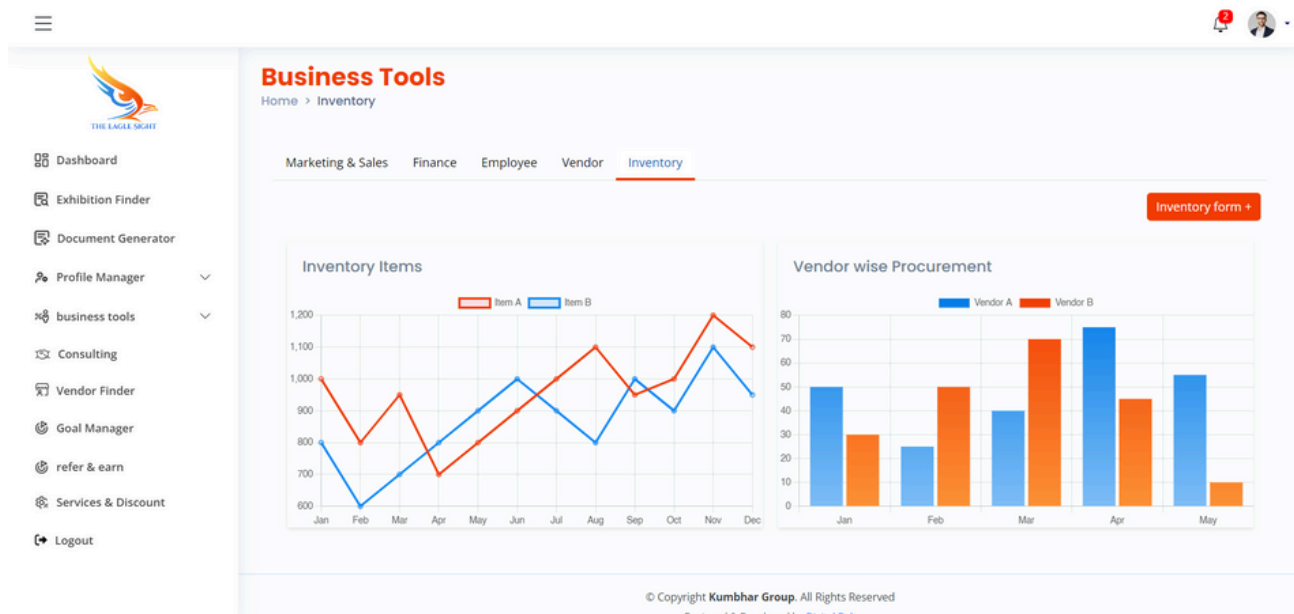 2
THE EAGLE SIGHT
Dashboard
Exhibition Finder
Document Generator
Profile Manager
business tools
Consulting
Vendor Finder
Goal Manager
refer & earn
Services & Discount
Logout
Business Tools
Home > Inventory
Marketing & Sales Finance Employee Vendor Inventory
Inventory form +
Inventory Items
Item A Item B
1,200
1,100
1,000
900
800
700
600
Jan Feb Mar Apr May Jun Jul Aug Sep Oct Nov Dec
Vendor wise Procurement
Vendor A Vendor B
80
70
60
50
40
30
20
10
0
Jan Feb Mar Apr May
© Copyright Kumbhar Group. All Rights Reserved